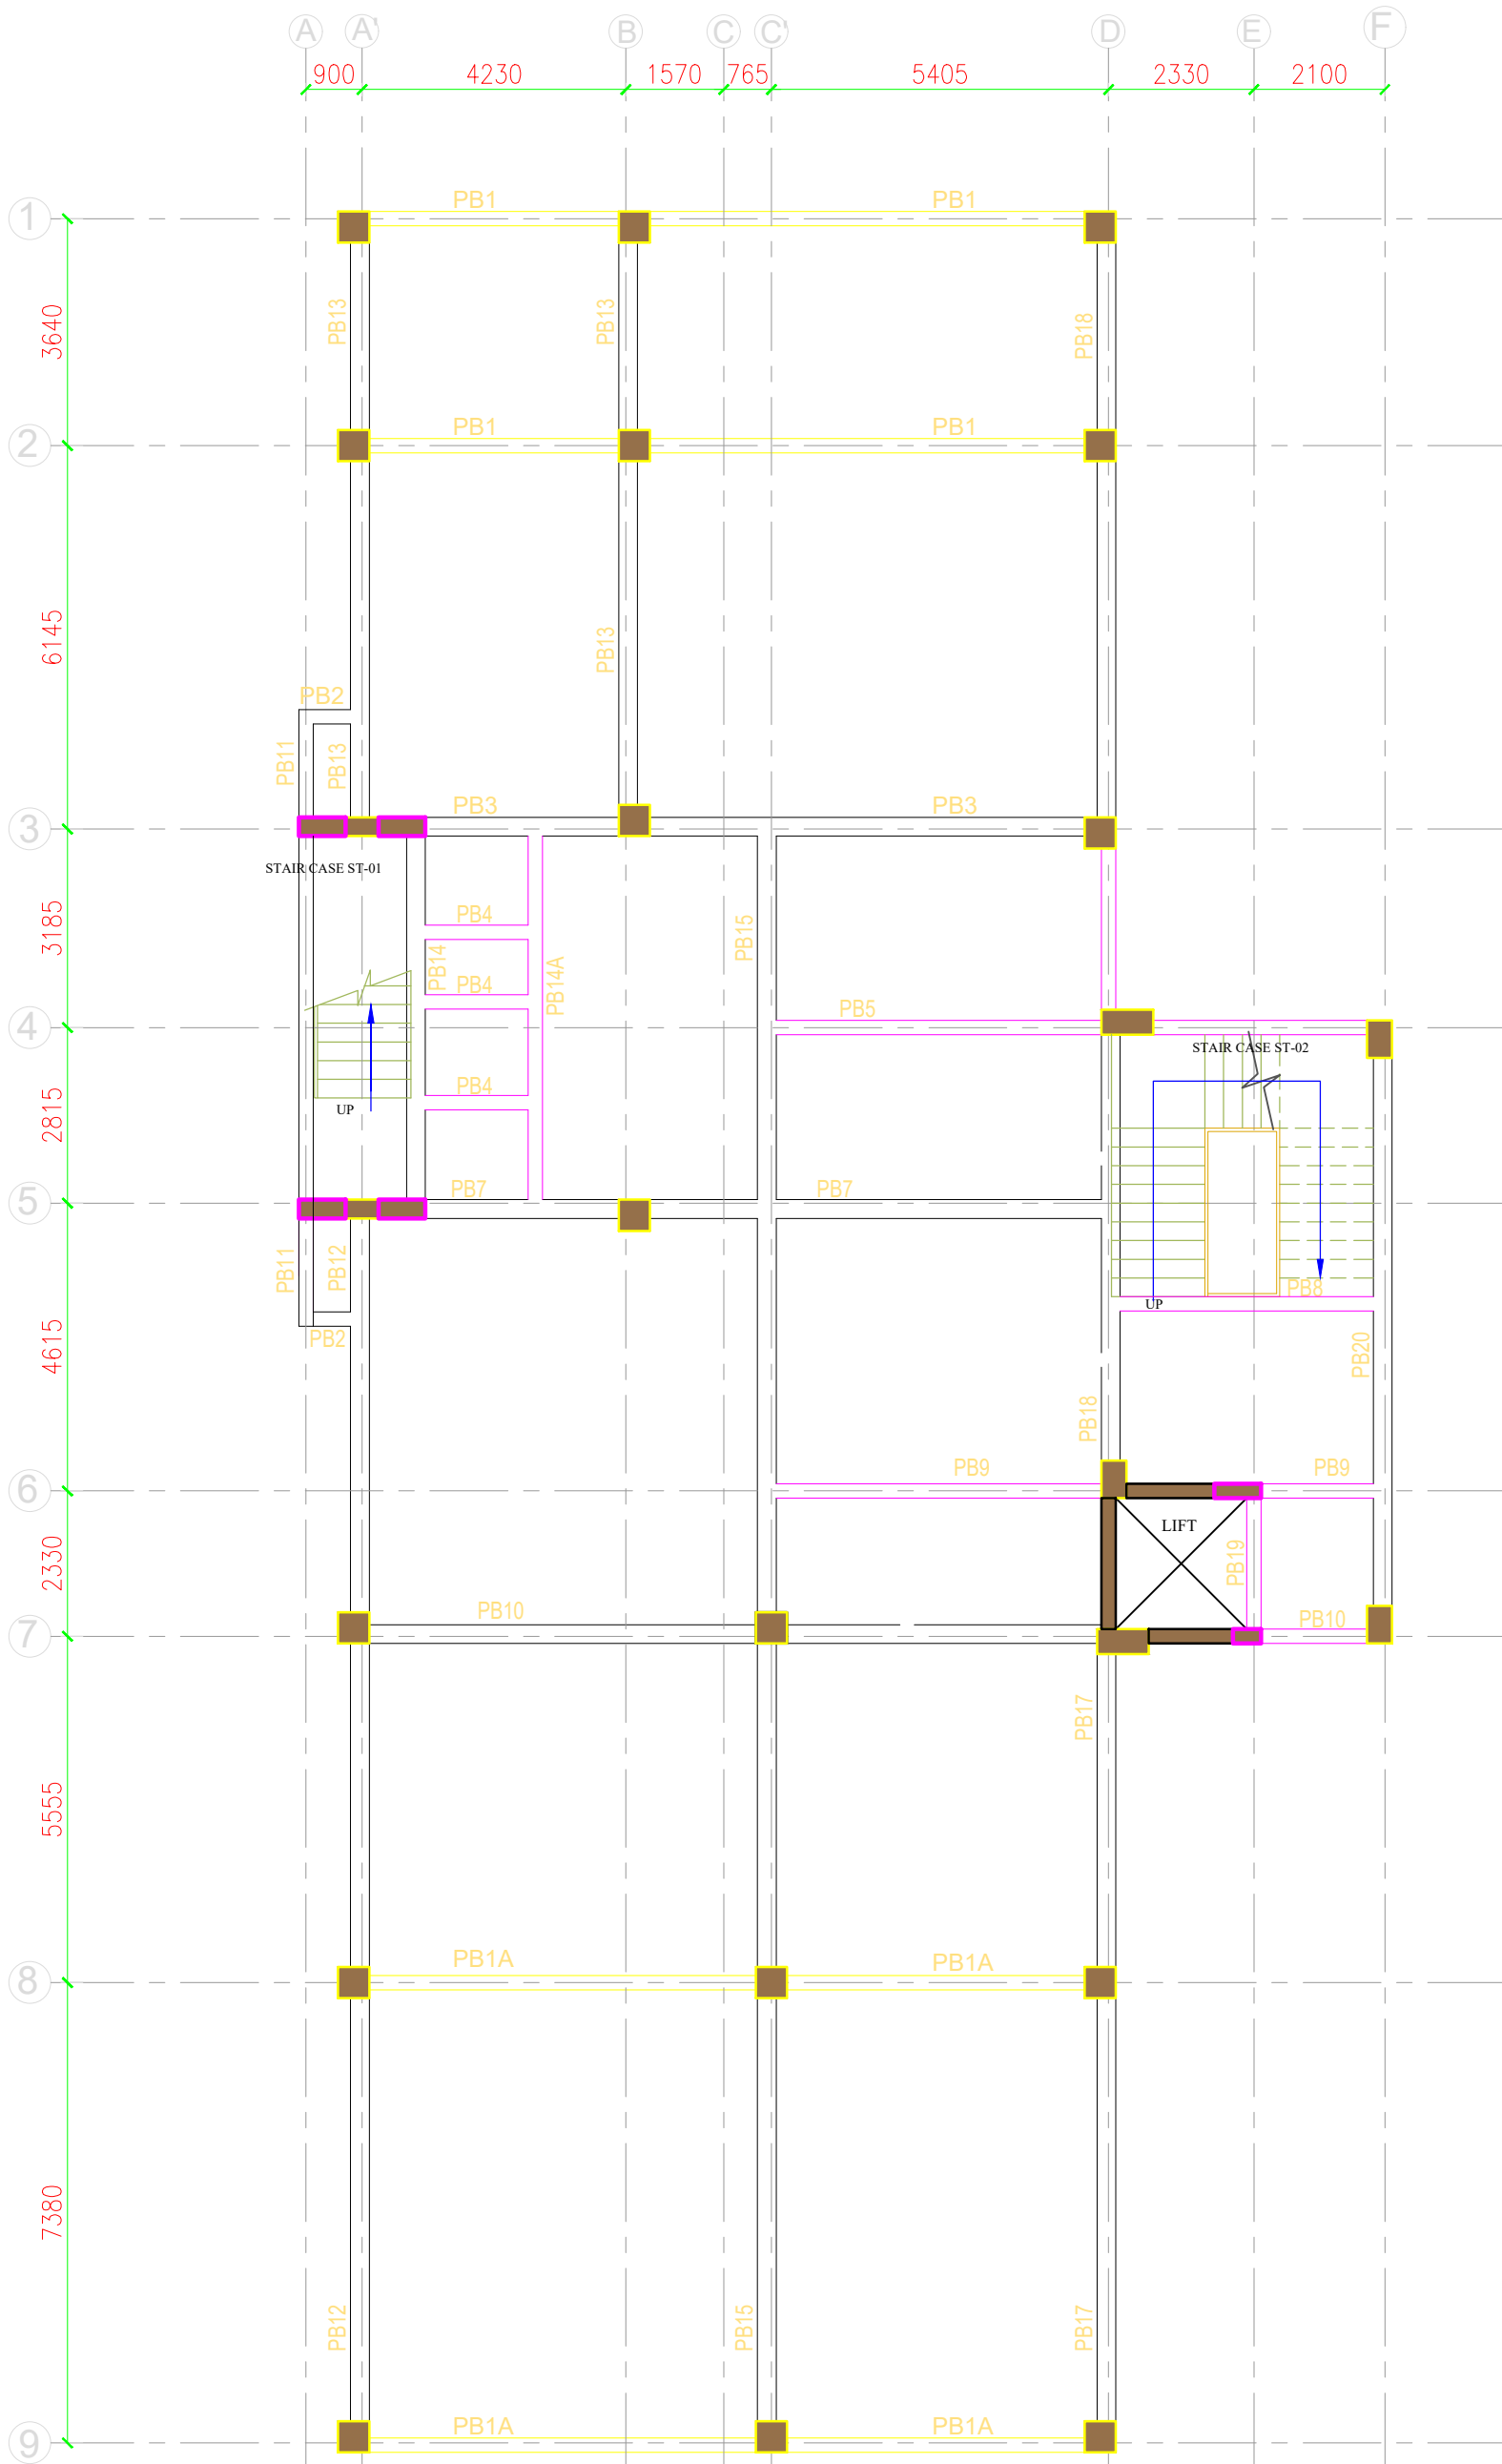 A A' B C C' D E F
900 4230 1570 765 5405 2330 2100
1
PB1 PB1
3640
PB13 PB13 PB18
2
PB1 PB1
6145
PB13
PB2
PB11 PB13
3
PB3 PB3
STAIR CASE ST-01
3185
PB4
PB14 PB15
PB4 PB14A
4
PB5
STAIR CASE ST-02
2815
PB4
UP
5
PB7 PB7
PB11 PB12
PB8
UP
PB2
4615
PB20
PB18
6
PB9 PB9
LIFT
2330
PB19
7
PB10 PB10
PB17
5555
8
PB1A PB1A
7380
PB12 PB15 PB17
9
PB1A PB1A